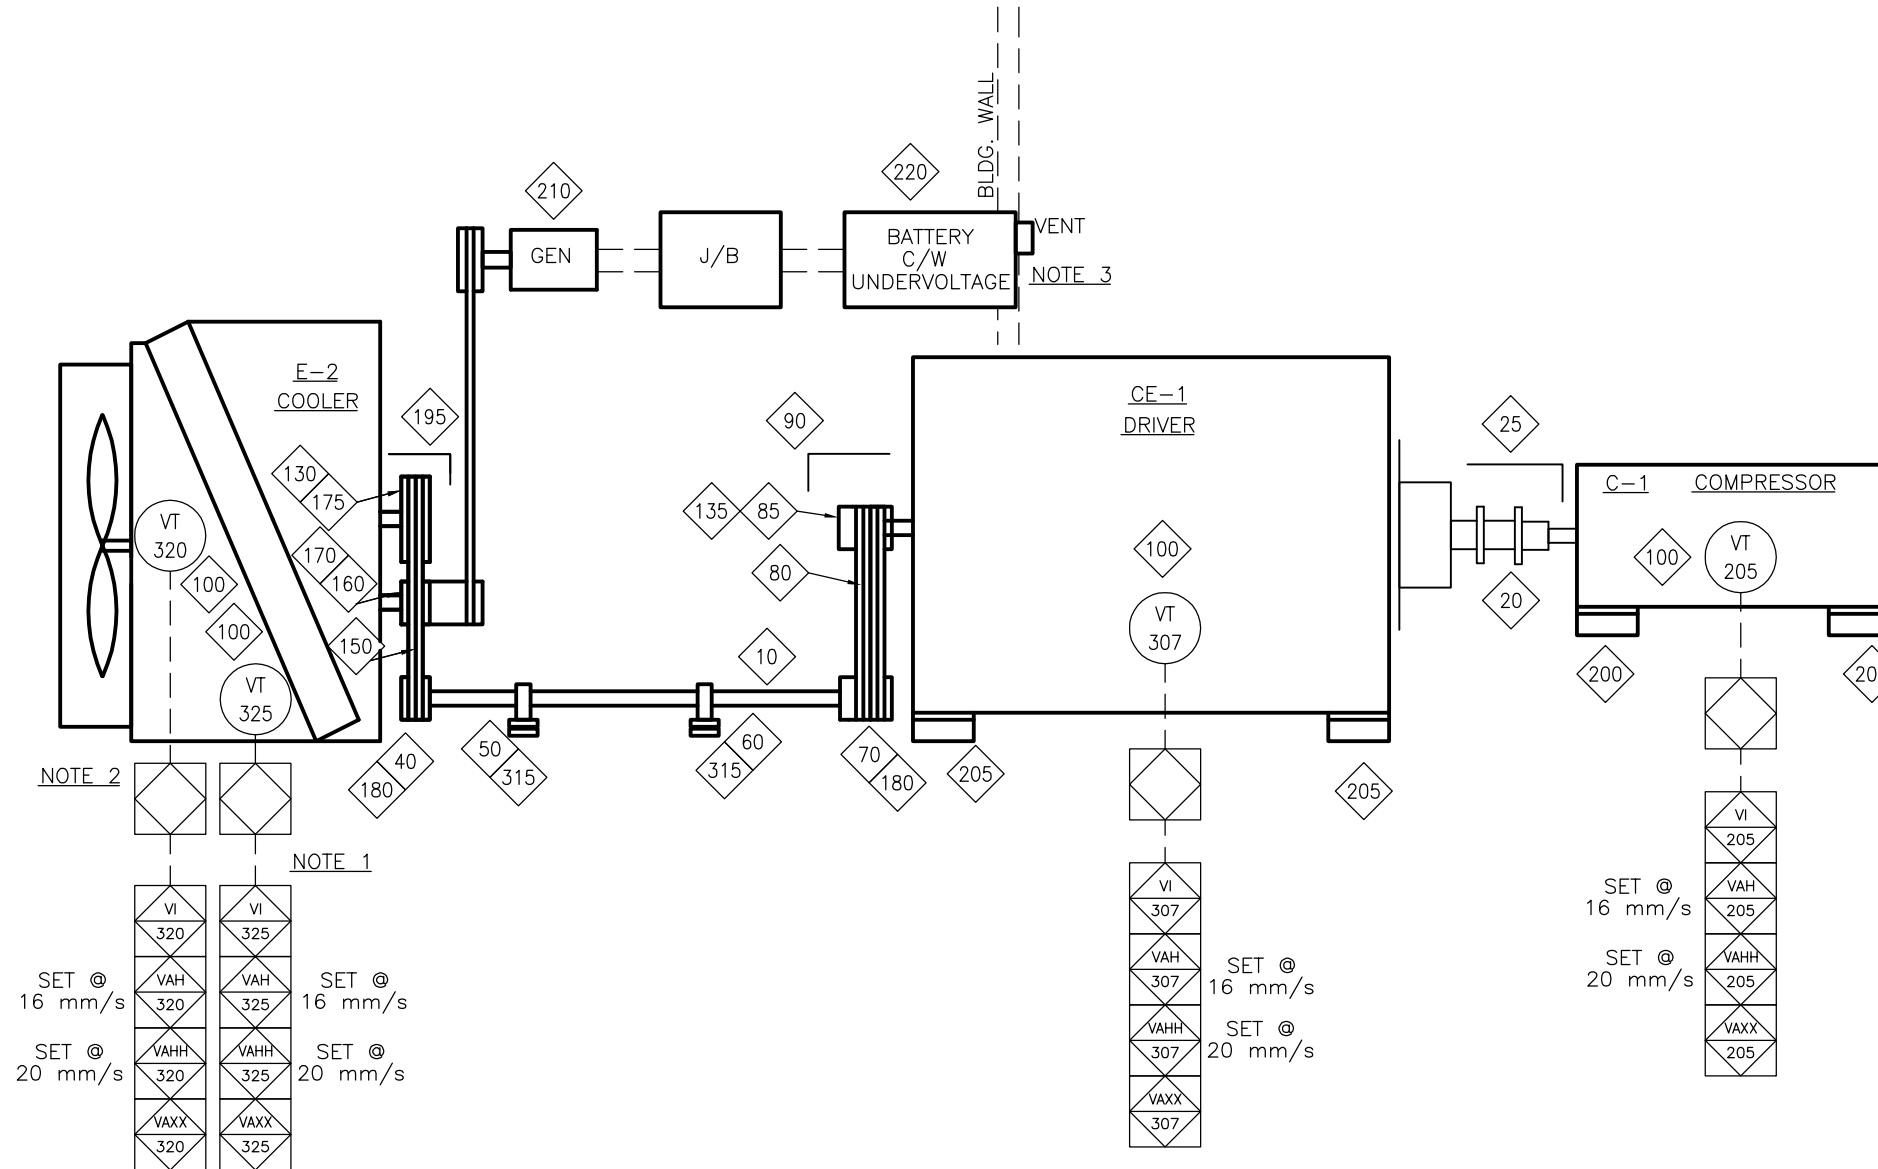 BLDG. WALL
210
220
GEN
J/B
BATTERY
C/W
UNDERVOLTAGE
VENT
NOTE 3
E-2
COOLER
195
130
175
170
160
150
VT
320
100
100
VT
325
90
135
85
80
10
CE-1
DRIVER
100
VT
307
25
20
C-1
COMPRESSOR
100
VT
205
200
20
40
180
50
315
60
315
70
180
205
205
NOTE 2
NOTE 1
VI
320
VAH
320
VAHH
320
VAXX
320
SET @
16 mm/s
SET @
20 mm/s
VI
325
VAH
325
VAHH
325
VAXX
325
SET @
16 mm/s
SET @
20 mm/s
VI
307
VAH
307
VAHH
307
VAXX
307
SET @
16 mm/s
SET @
20 mm/s
VI
205
VAH
205
VAHH
205
VAXX
205
SET @
16 mm/s
SET @
20 mm/s